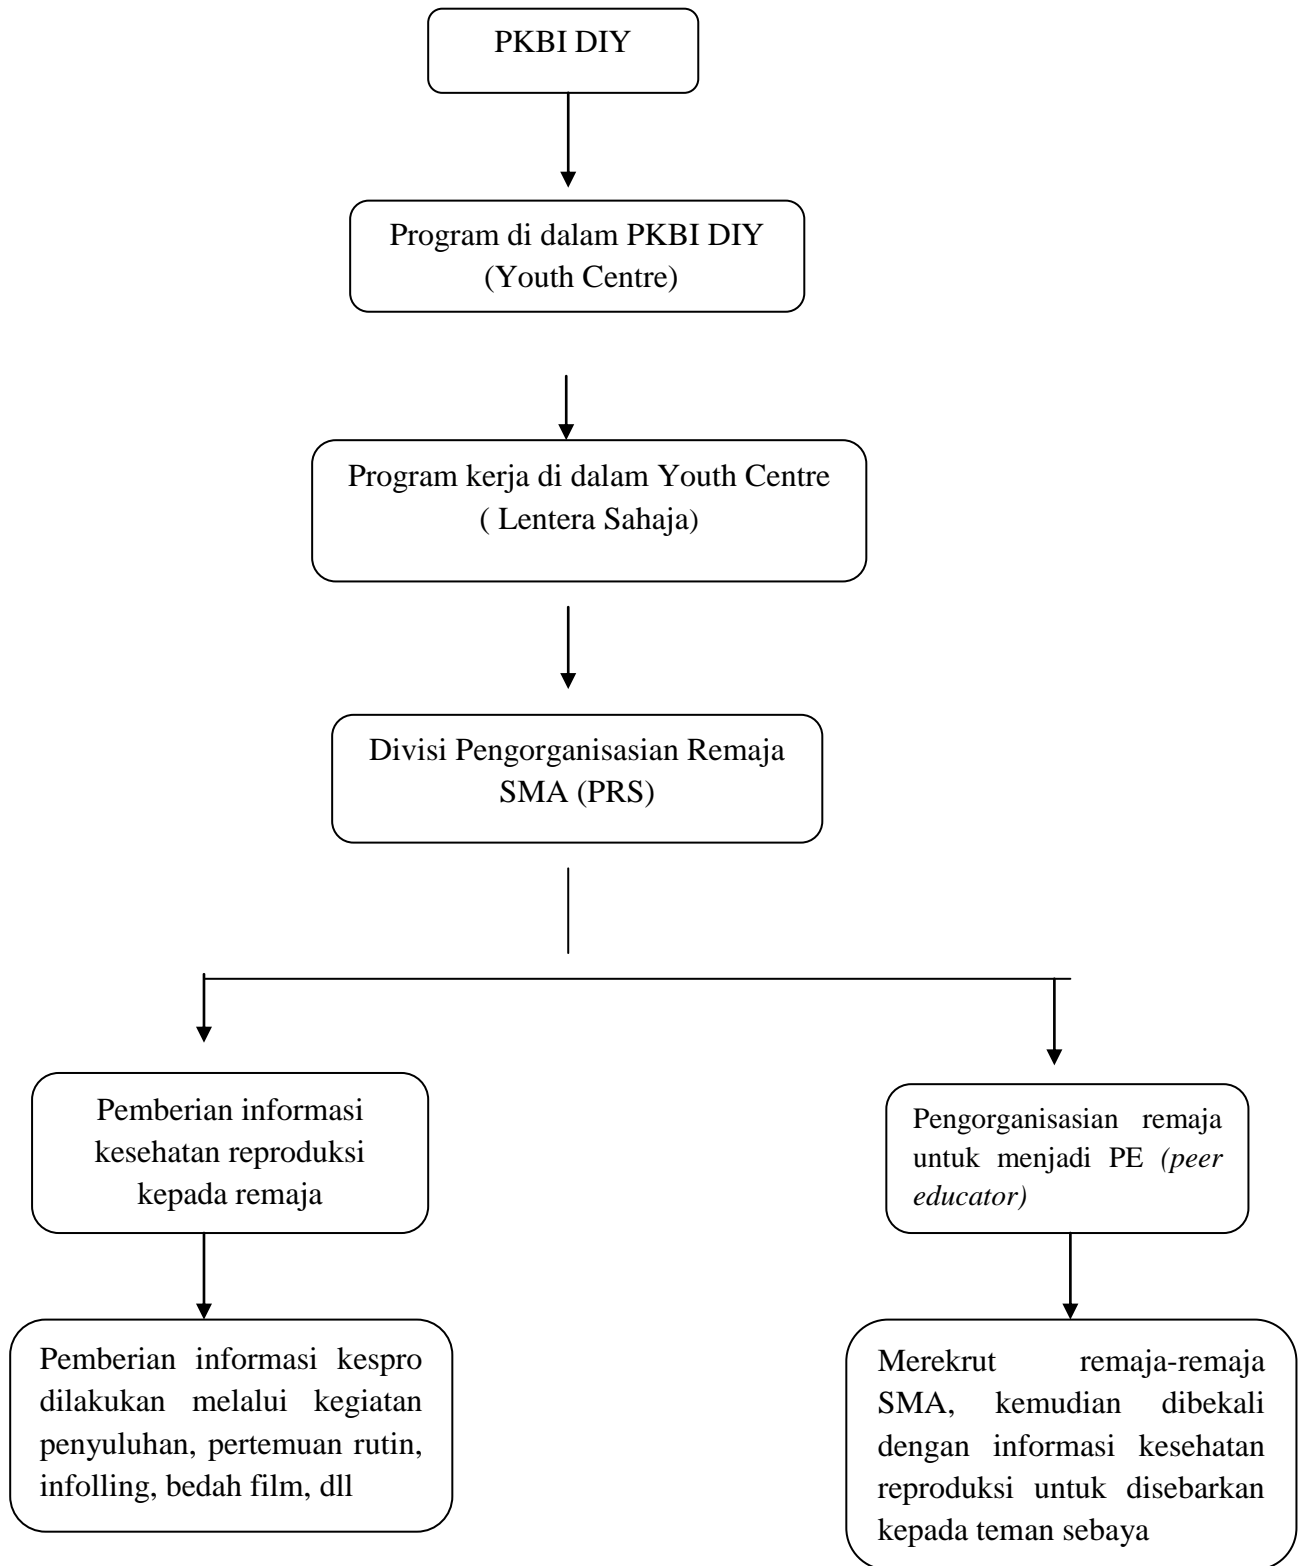 PKBI DIY
Program di dalam PKBI DIY
(Youth Centre)
Program kerja di dalam Youth Centre
( Lentera Sahaja)
Divisi Pengorganisasian Remaja
SMA (PRS)
Pemberian informasi
kesehatan reproduksi
kepada remaja
Pengorganisasian remaja
untuk menjadi PE (peer
educator)
Pemberian informasi kespro
dilakukan melalui kegiatan
penyuluhan, pertemuan rutin,
infolling, bedah film, dll
Merekrut remaja-remaja
SMA, kemudian dibekali
dengan informasi kesehatan
reproduksi untuk disebarkan
kepada teman sebaya